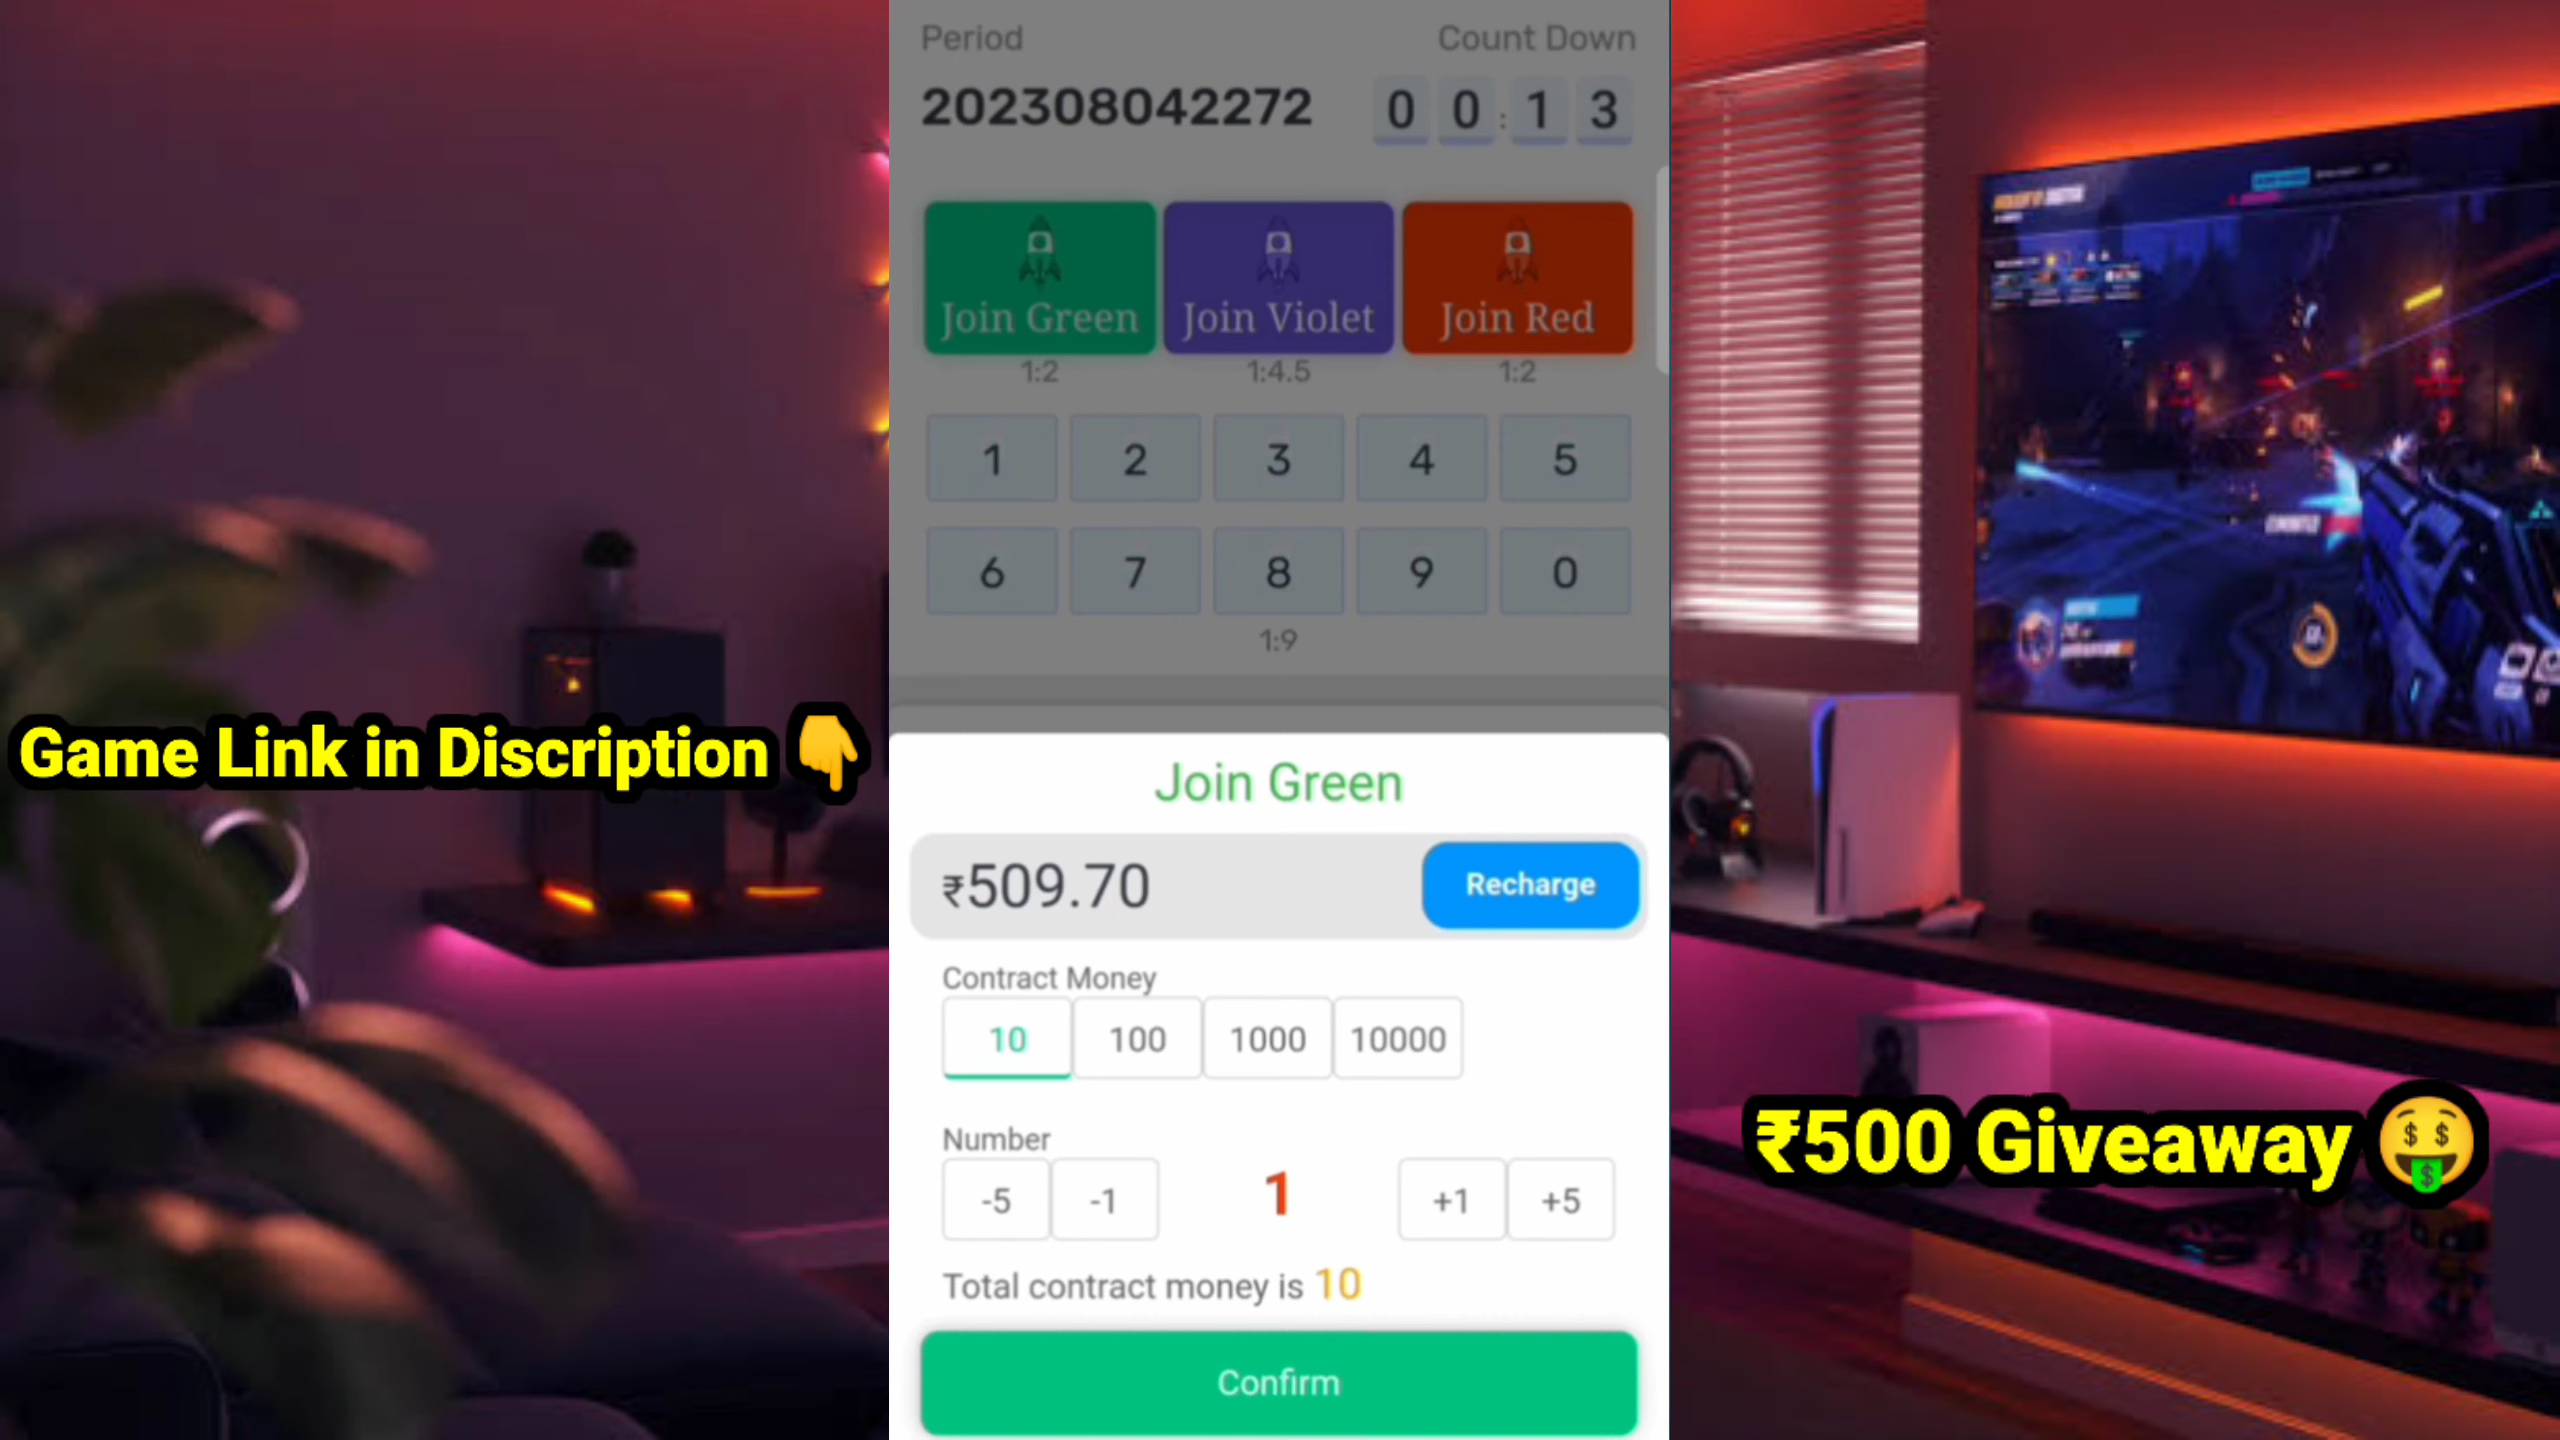 Period
Count Down
202308042272
0 0 : 1 3
Join Green
Join Violet
Join Red
1:2
1:4.5
1:2
1 2 3 4 5
6 7 8 9 0
1:9
Game Link in Discription 👇
Join Green
₹509.70
Recharge
Contract Money
10 100 1000 10000
₹500 Giveaway 🤑
Number
-5 -1 1 +1 +5
Total contract money is 10
Confirm